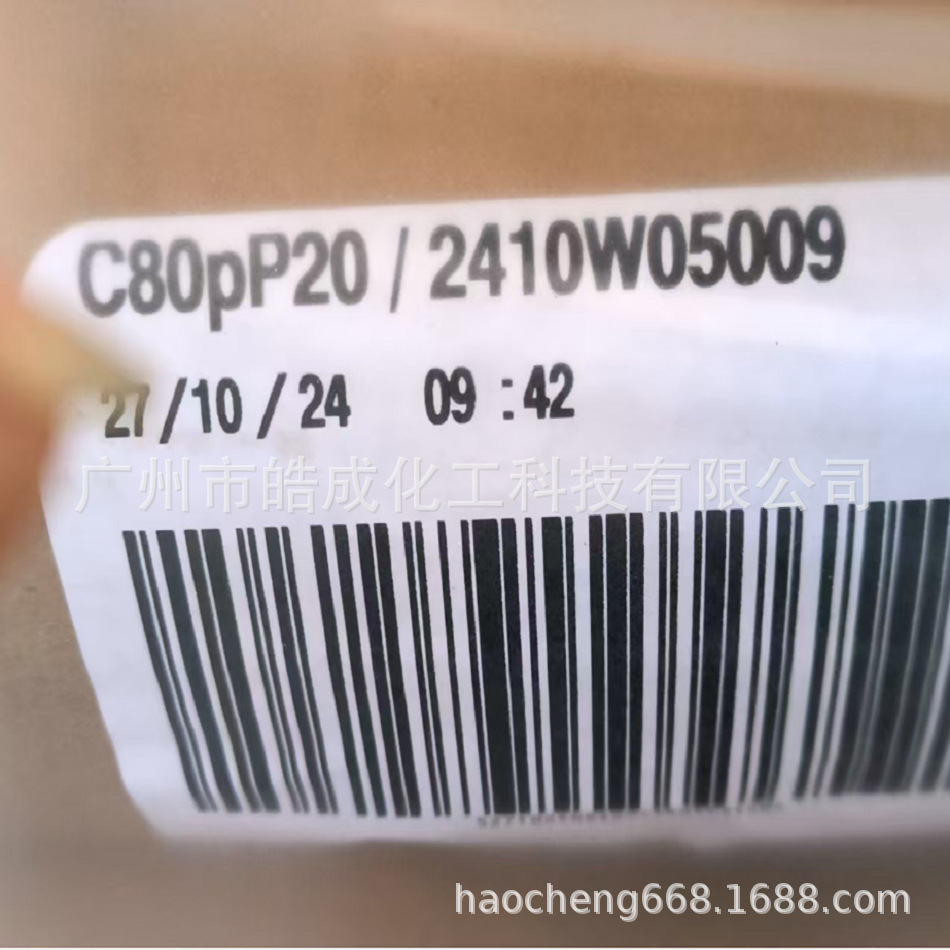 C80pP20 / 2410W05009
27/10/24 09:42
广州市皓成化工科技有限公司
haocheng668.1688.com